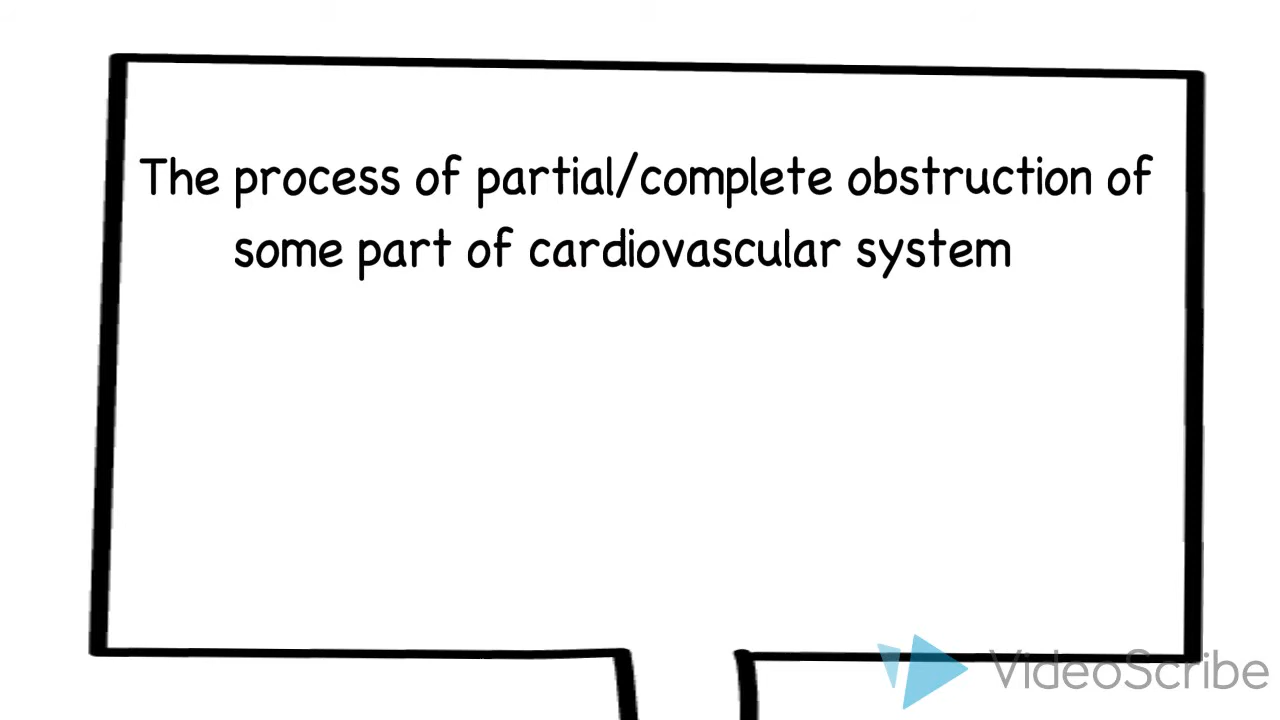 The process of partial/complete obstruction of
some part of cardiovascular system
VideoScribe